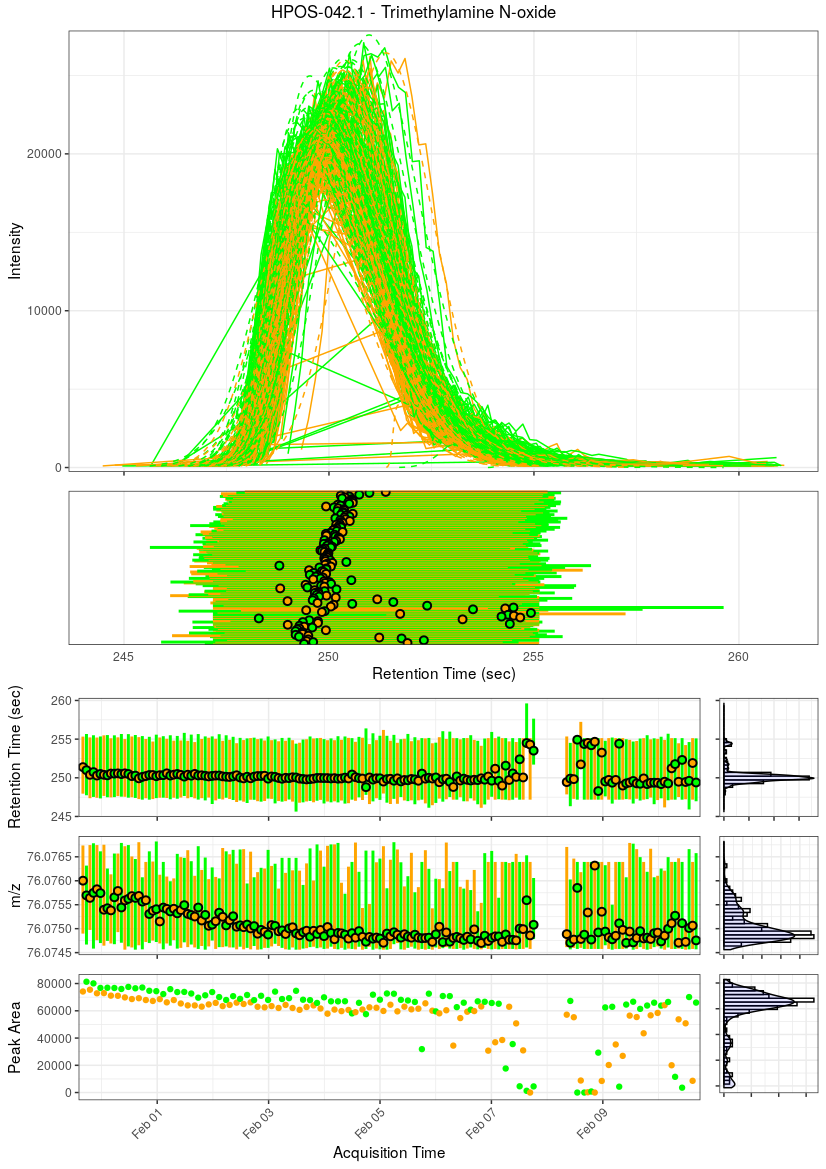 HPOS-042.1 - Trimethylamine N-oxide
Intensity
20000
10000
0
245 250 255 260
Retention Time (sec)
Retention Time (sec)
260
255
250
245
m/z
76.0765
76.0760
76.0755
76.0750
76.0745
Peak Area
80000
60000
40000
20000
0
Feb 01 Feb 03 Feb 05 Feb 07 Feb 09
Acquisition Time